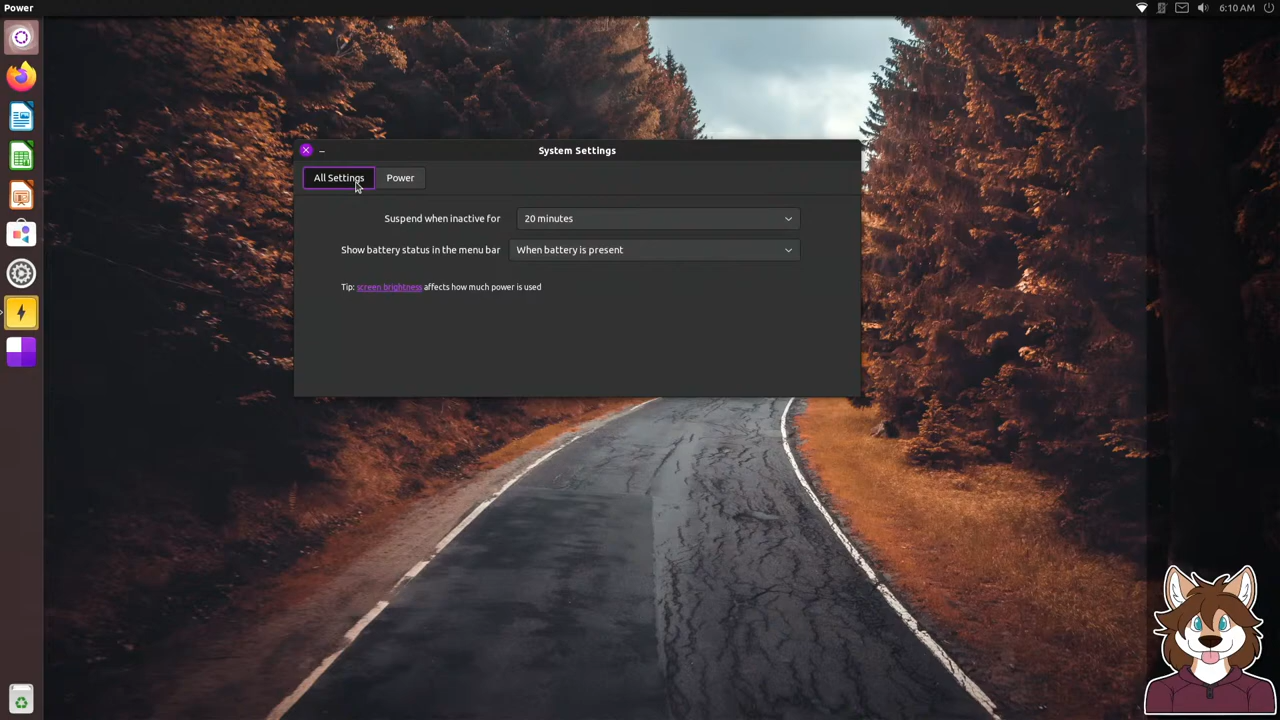 Power
6:10 AM
System Settings
All Settings
Power
Suspend when inactive for
20 minutes
Show battery status in the menu bar
When battery is present
Tip: screen brightness affects how much power is used